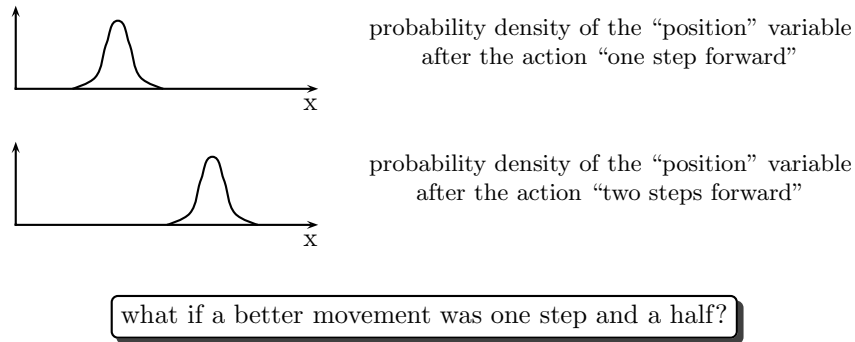 probability density of the “position” variable
after the action “one step forward”
x
probability density of the “position” variable
after the action “two steps forward”
x
what if a better movement was one step and a half?